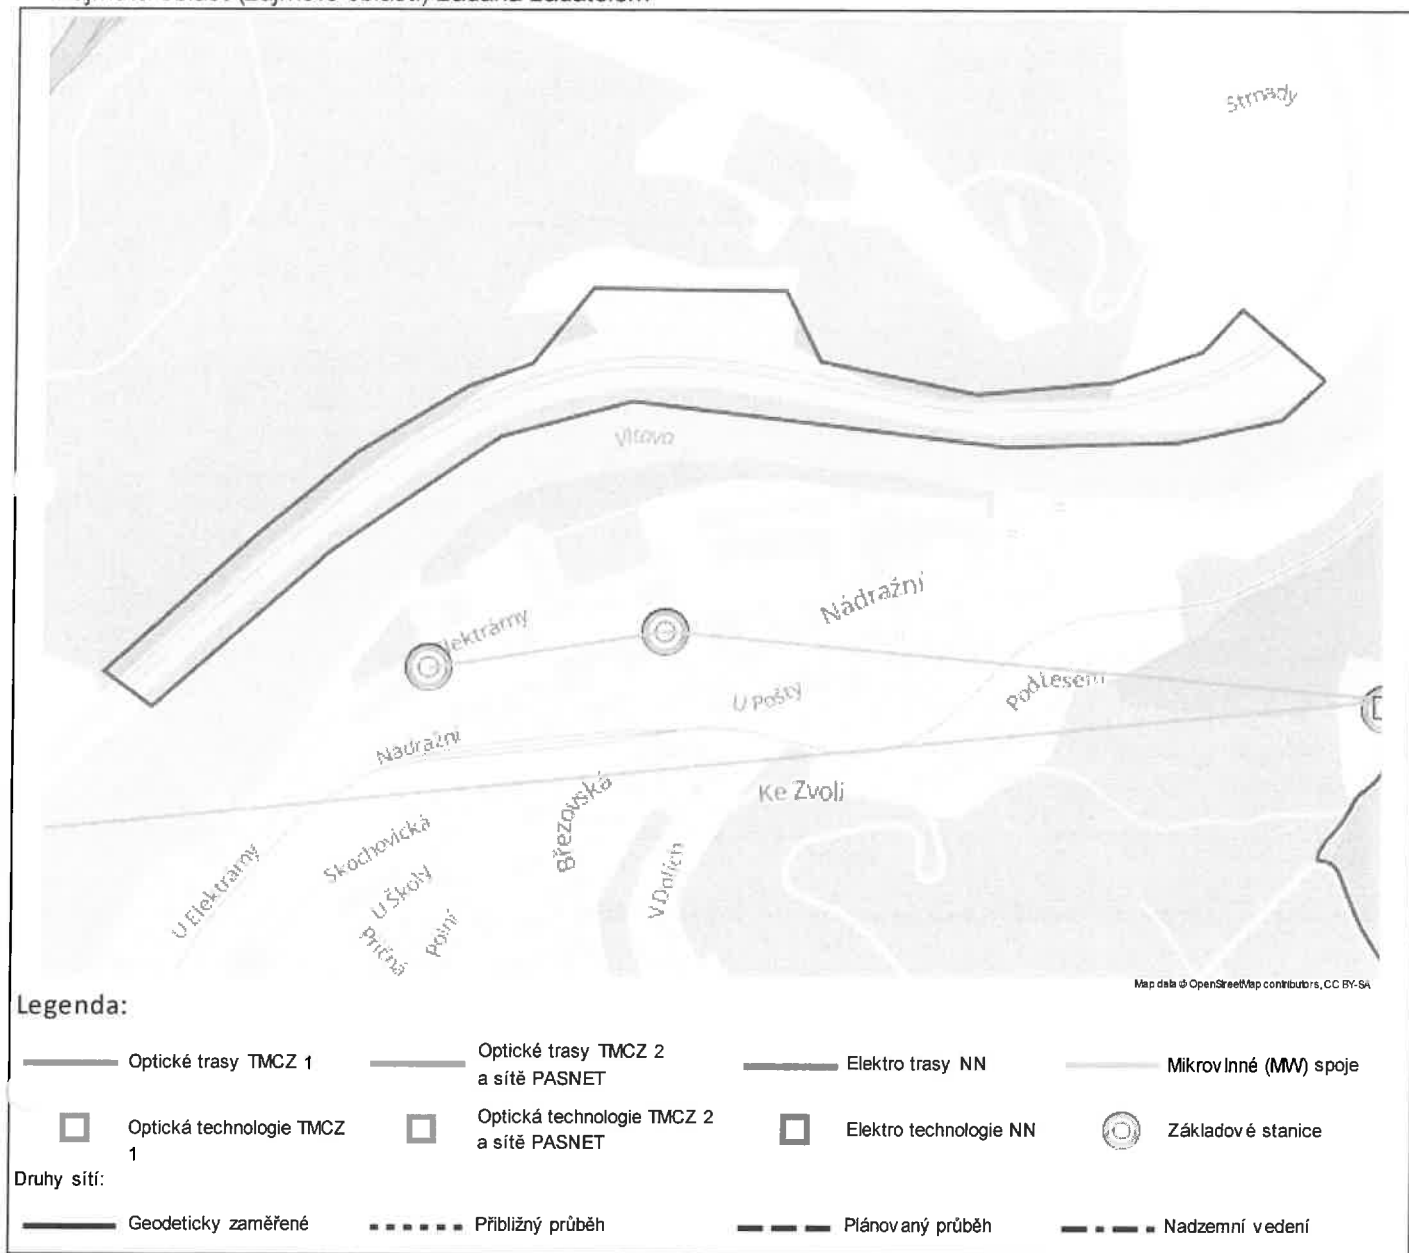 Strnady
Vltava
Nádražní
Elektrárny
Pod Lesem
U Pošty
Nádražní
Ke Zvoli
Březovská
Skochovická
U Elektrárny
U Školy
V Dolích
Příčná
Polní
Map data © OpenStreetMap contributors, CC BY-SA
Legenda:
Optické trasy TMCZ 1
Optické trasy TMCZ 2
a sítě PASNET
Elektro trasy NN
Mikrovlnné (MW) spoje
Optická technologie TMCZ
1
Optická technologie TMCZ 2
a sítě PASNET
Elektro technologie NN
Základové stanice
Druhy sítí:
Geodeticky zaměřené
Přibližný průběh
Plánovaný průběh
Nadzemní vedení